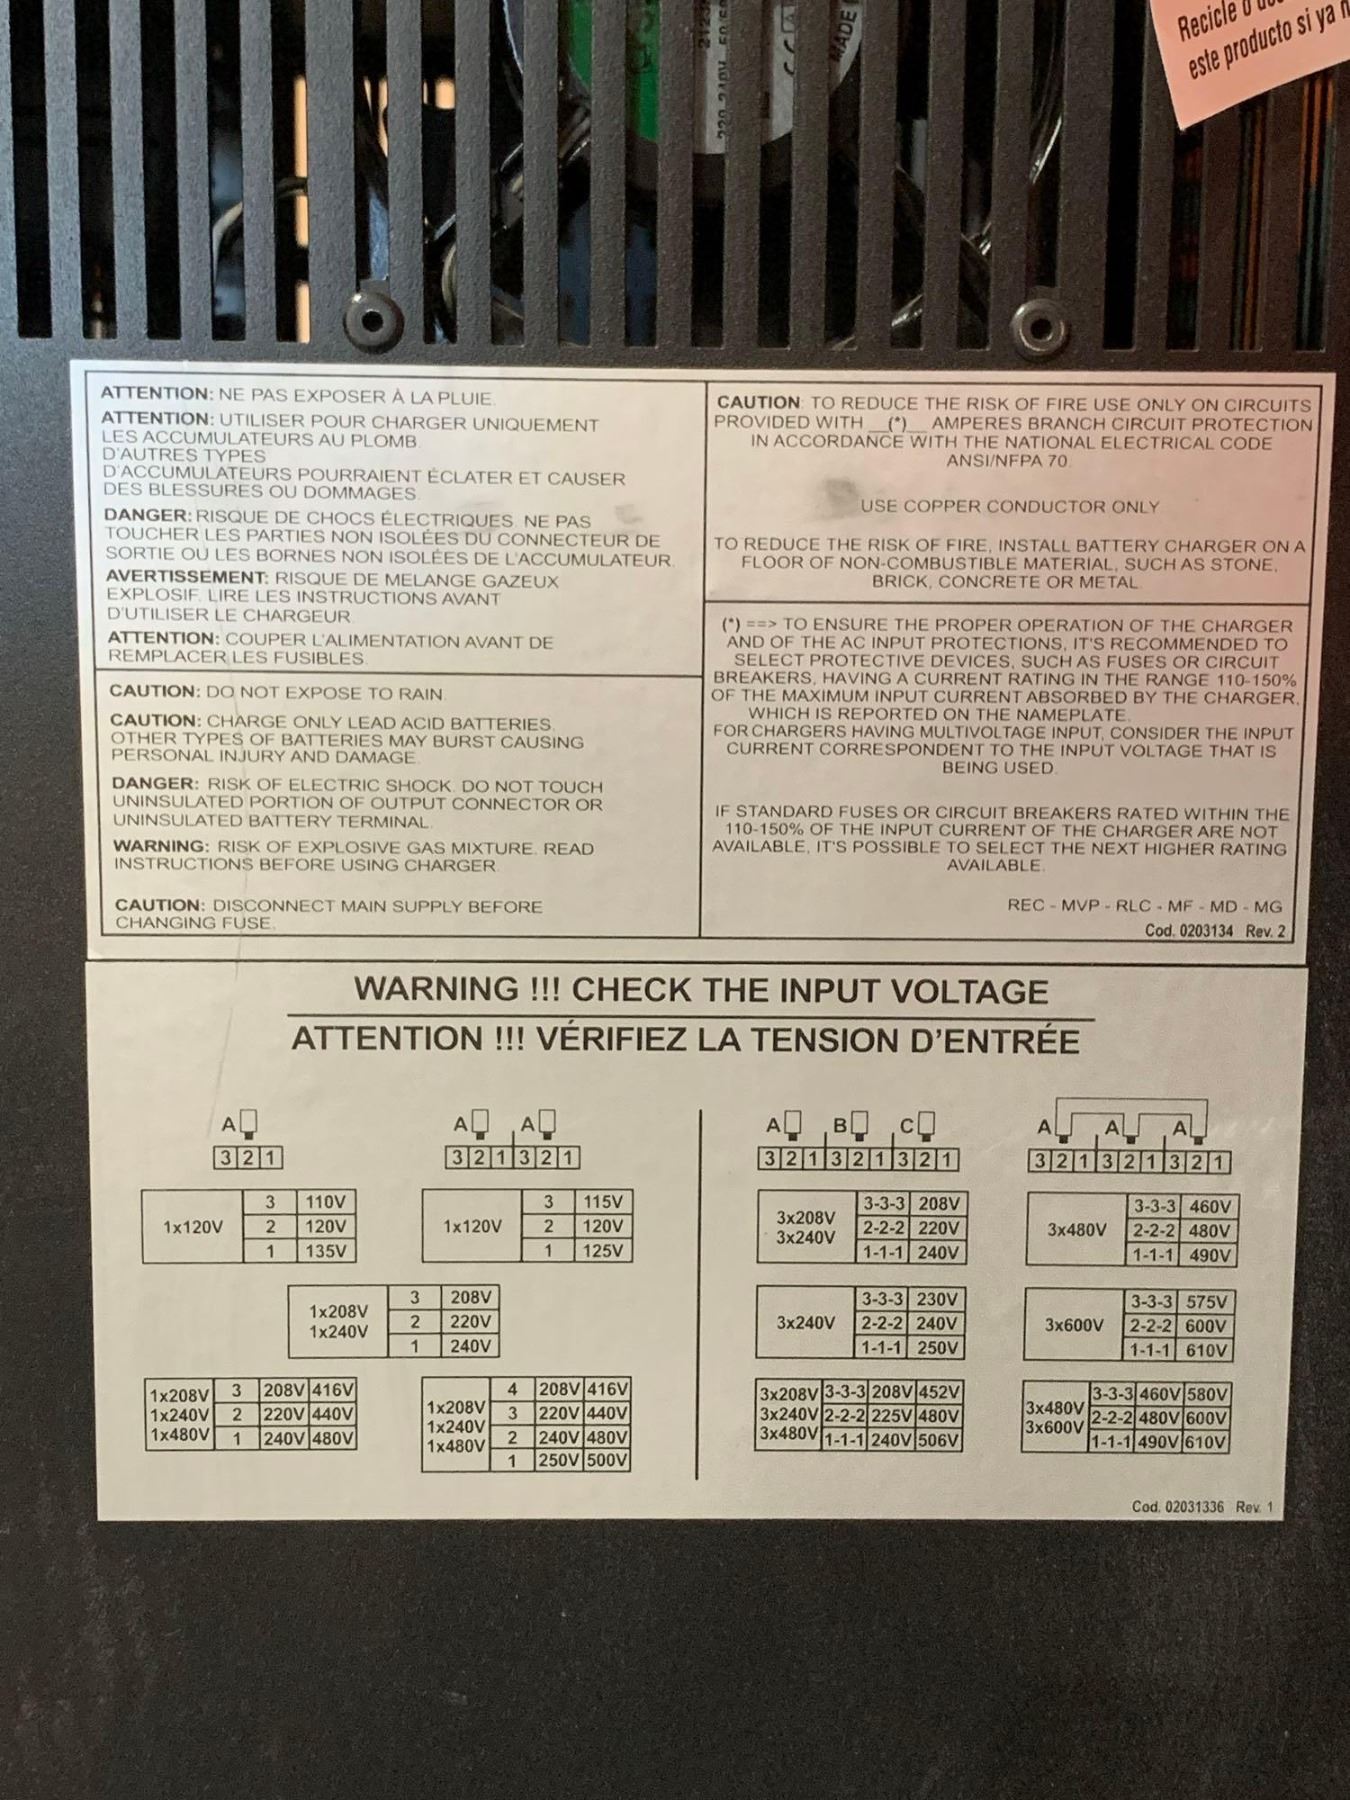 Recicle o
este producto si ya n
220-240V 50/60
MADE
ATTENTION: NE PAS EXPOSER À LA PLUIE.
ATTENTION: UTILISER POUR CHARGER UNIQUEMENT
LES ACCUMULATEURS AU PLOMB.
D'AUTRES TYPES
D'ACCUMULATEURS POURRAIENT ÉCLATER ET CAUSER
DES BLESSURES OU DOMMAGES.
DANGER: RISQUE DE CHOCS ÉLECTRIQUES. NE PAS
TOUCHER LES PARTIES NON ISOLÉES DU CONNECTEUR DE
SORTIE OU LES BORNES NON ISOLÉES DE L'ACCUMULATEUR.
AVERTISSEMENT: RISQUE DE MELANGE GAZEUX
EXPLOSIF. LIRE LES INSTRUCTIONS AVANT
D'UTILISER LE CHARGEUR.
ATTENTION: COUPER L'ALIMENTATION AVANT DE
REMPLACER LES FUSIBLES.
CAUTION: DO NOT EXPOSE TO RAIN.
CAUTION: CHARGE ONLY LEAD ACID BATTERIES.
OTHER TYPES OF BATTERIES MAY BURST CAUSING
PERSONAL INJURY AND DAMAGE.
DANGER: RISK OF ELECTRIC SHOCK. DO NOT TOUCH
UNINSULATED PORTION OF OUTPUT CONNECTOR OR
UNINSULATED BATTERY TERMINAL.
WARNING: RISK OF EXPLOSIVE GAS MIXTURE. READ
INSTRUCTIONS BEFORE USING CHARGER.
CAUTION: DISCONNECT MAIN SUPPLY BEFORE
CHANGING FUSE.
CAUTION: TO REDUCE THE RISK OF FIRE USE ONLY ON CIRCUITS
PROVIDED WITH __(*)__ AMPERES BRANCH CIRCUIT PROTECTION
IN ACCORDANCE WITH THE NATIONAL ELECTRICAL CODE
ANSI/NFPA 70.
USE COPPER CONDUCTOR ONLY
TO REDUCE THE RISK OF FIRE, INSTALL BATTERY CHARGER ON A
FLOOR OF NON-COMBUSTIBLE MATERIAL, SUCH AS STONE,
BRICK, CONCRETE OR METAL.
(*) ==> TO ENSURE THE PROPER OPERATION OF THE CHARGER
AND OF THE AC INPUT PROTECTIONS, IT'S RECOMMENDED TO
SELECT PROTECTIVE DEVICES, SUCH AS FUSES OR CIRCUIT
BREAKERS, HAVING A CURRENT RATING IN THE RANGE 110-150%
OF THE MAXIMUM INPUT CURRENT ABSORBED BY THE CHARGER,
WHICH IS REPORTED ON THE NAMEPLATE.
FOR CHARGERS HAVING MULTIVOLTAGE INPUT, CONSIDER THE INPUT
CURRENT CORRESPONDENT TO THE INPUT VOLTAGE THAT IS
BEING USED.
IF STANDARD FUSES OR CIRCUIT BREAKERS RATED WITHIN THE
110-150% OF THE INPUT CURRENT OF THE CHARGER ARE NOT
AVAILABLE, IT'S POSSIBLE TO SELECT THE NEXT HIGHER RATING
AVAILABLE.
REC - MVP - RLC - MF - MD - MG
Cod. 0203134 Rev. 2
WARNING !!! CHECK THE INPUT VOLTAGE
ATTENTION !!! VÉRIFIEZ LA TENSION D'ENTRÉE
A
3 2 1
1x120V
3 110V
2 120V
1 135V
A A
3 2 1 3 2 1
1x120V
3 115V
2 120V
1 125V
1x208V
1x240V
3 208V
2 220V
1 240V
1x208V
1x240V
1x480V
3 208V 416V
2 220V 440V
1 240V 480V
1x208V
1x240V
1x480V
4 208V 416V
3 220V 440V
2 240V 480V
1 250V 500V
A B C
3 2 1 3 2 1 3 2 1
3x208V
3x240V
3-3-3 208V
2-2-2 220V
1-1-1 240V
A A A
3 2 1 3 2 1 3 2 1
3x480V
3-3-3 460V
2-2-2 480V
1-1-1 490V
3x240V
3-3-3 230V
2-2-2 240V
1-1-1 250V
3x600V
3-3-3 575V
2-2-2 600V
1-1-1 610V
3x208V
3x240V
3x480V
3-3-3 208V 452V
2-2-2 225V 480V
1-1-1 240V 506V
3x480V
3x600V
3-3-3 460V 580V
2-2-2 480V 600V
1-1-1 490V 610V
Cod. 02031336 Rev. 1